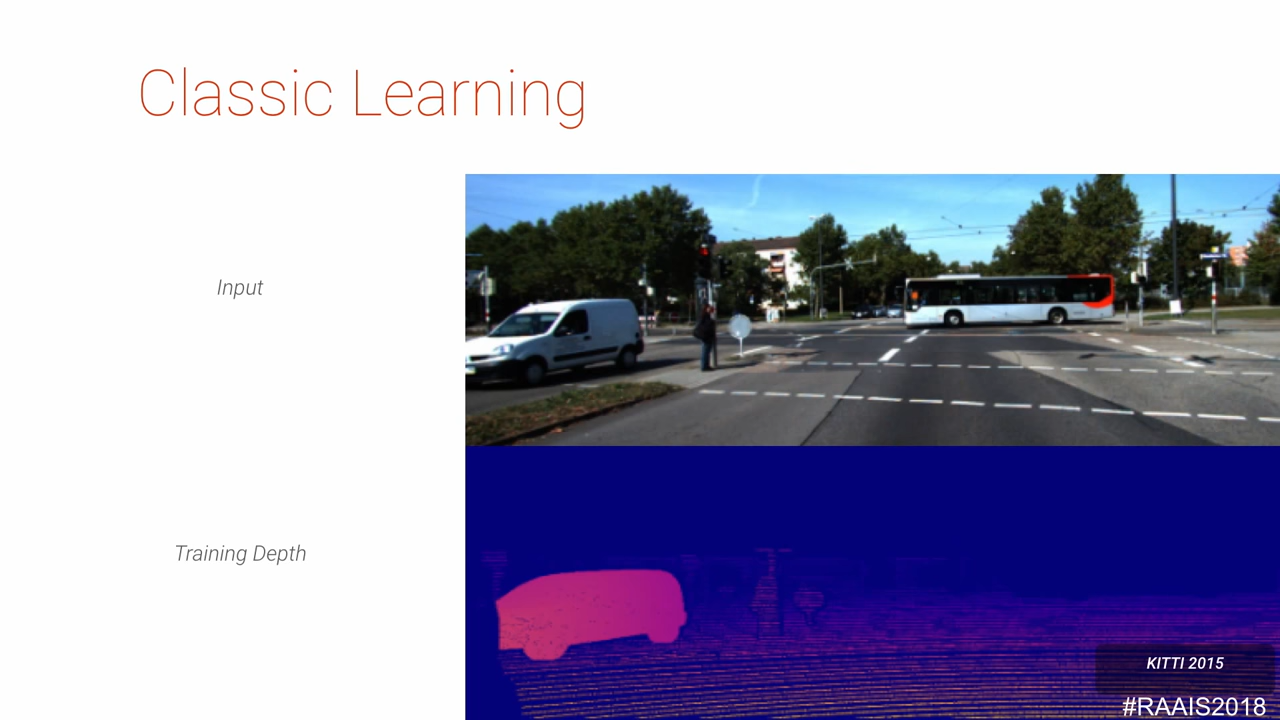 Classic Learning
Input
Training Depth
KITTI 2015
#RAAIS2018